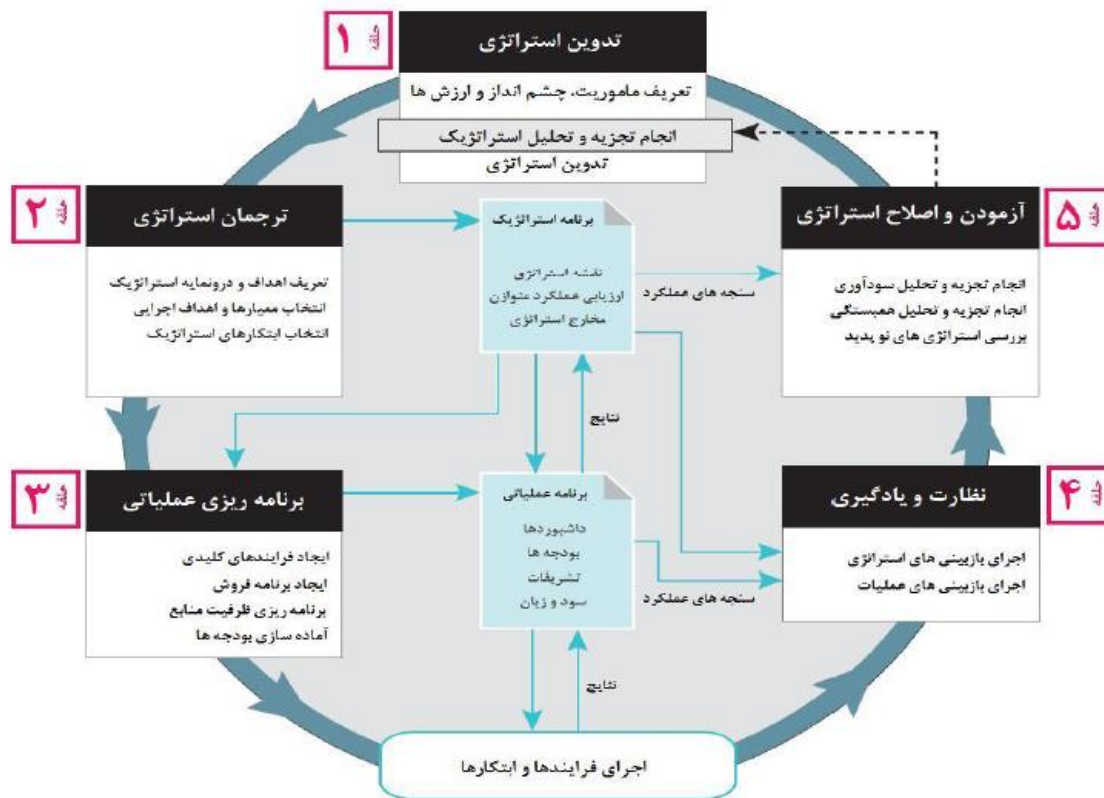 حلقه ۱
تدوین استراتژی
تعریف ماموریت، چشم انداز و ارزش ها
انجام تجزیه و تحلیل استراتژیک
تدوین استراتژی
حلقه ۲
ترجمان استراتژی
تعریف اهداف و درونمایه استراتژیک
انتخاب معیارها و اهداف اجرایی
انتخاب ابتکارهای استراتژیک
برنامه استراتژیک
نقشه استراتژی
ارزیابی عملکرد متوازن
مخارج استراتژی
سنجه های عملکرد
حلقه ۵
آزمودن و اصلاح استراتژی
انجام تجزیه و تحلیل سودآوری
انجام تجزیه و تحلیل همبستگی
بررسی استراتژی های نو پدید
نتایج
حلقه ۳
برنامه ریزی عملیاتی
ایجاد فرایندهای کلیدی
ایجاد برنامه فروش
برنامه ریزی ظرفیت منابع
آماده سازی بودجه ها
برنامه عملیاتی
داشبوردها
بودجه ها
تشریفات
سود و زیان
سنجه های عملکرد
حلقه ۴
نظارت و یادگیری
اجرای بازبینی های استراتژی
اجرای بازبینی های عملیات
نتایج
اجرای فرایندها و ابتکارها